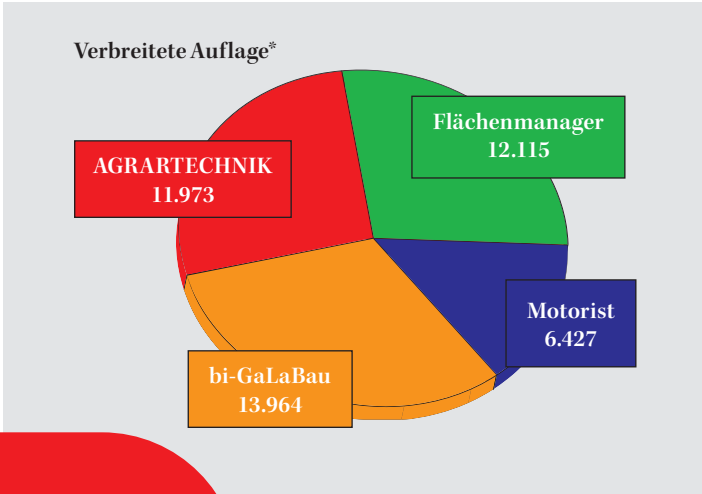 Verbreitete Auflage*
Flächenmanager
12.115
AGRARTECHNIK
11.973
Motorist
6.427
bi-GaLaBau
13.964